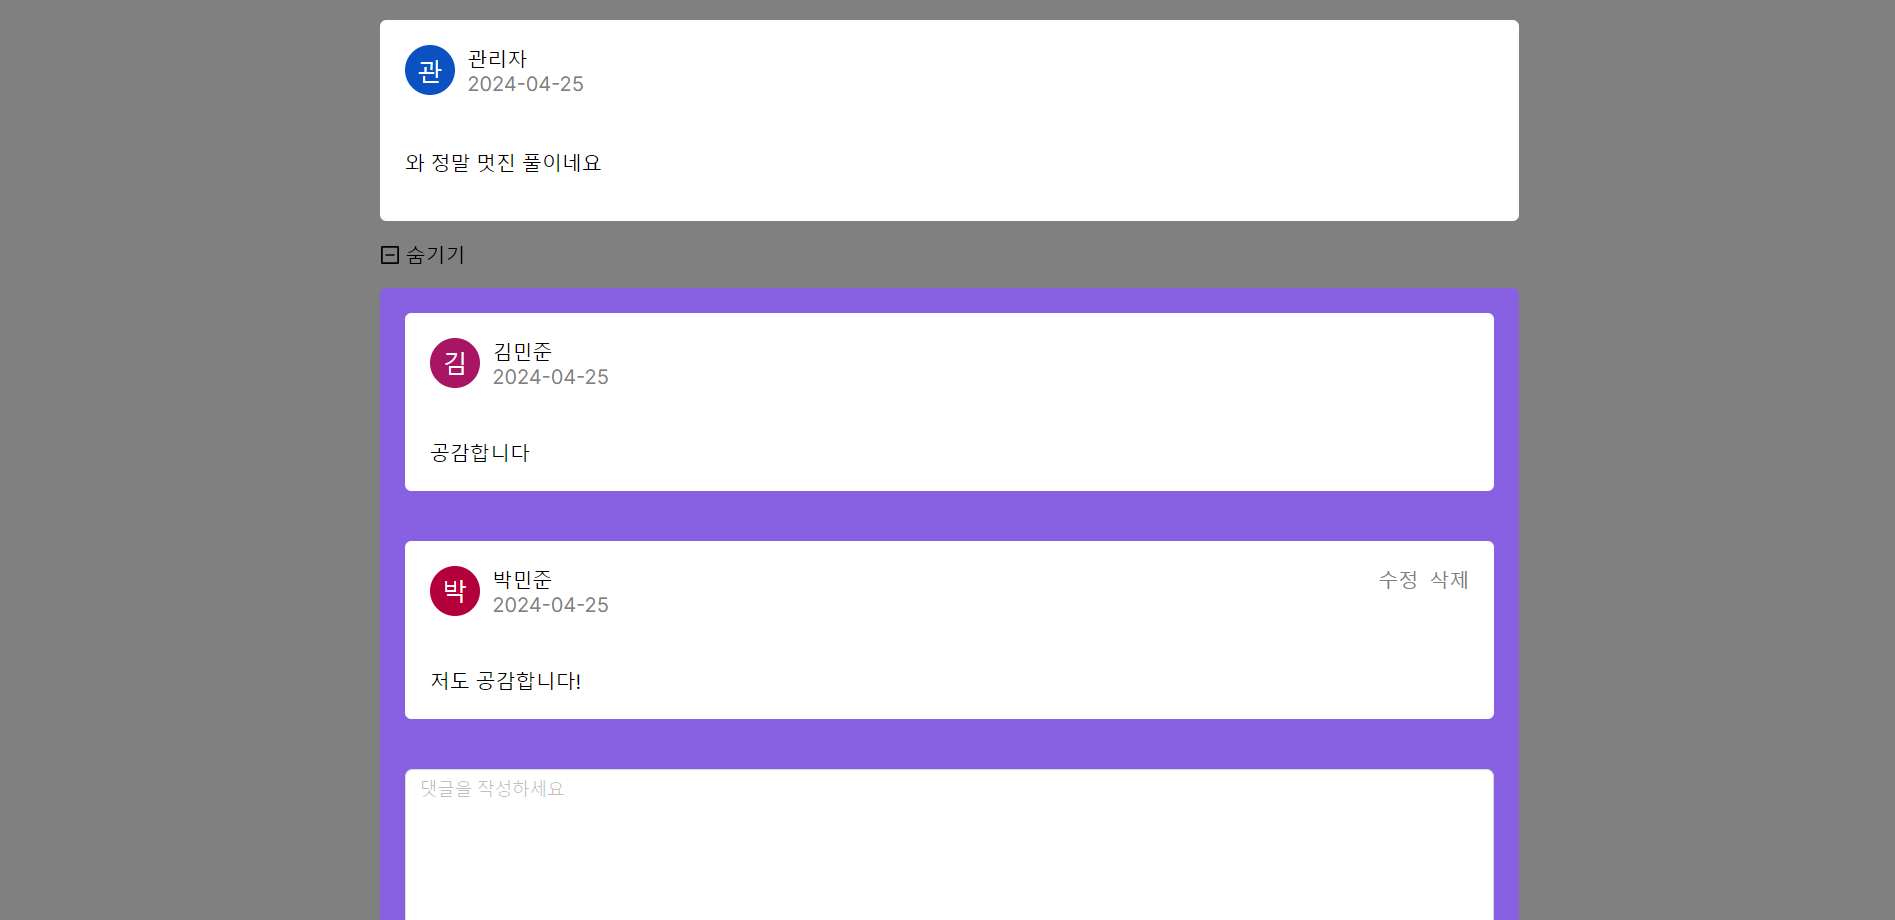 관
관리자
2024-04-25
와 정말 멋진 풀이네요
숨기기
김
김민준
2024-04-25
공감합니다
박
박민준
2024-04-25
수정 삭제
저도 공감합니다!
댓글을 작성하세요